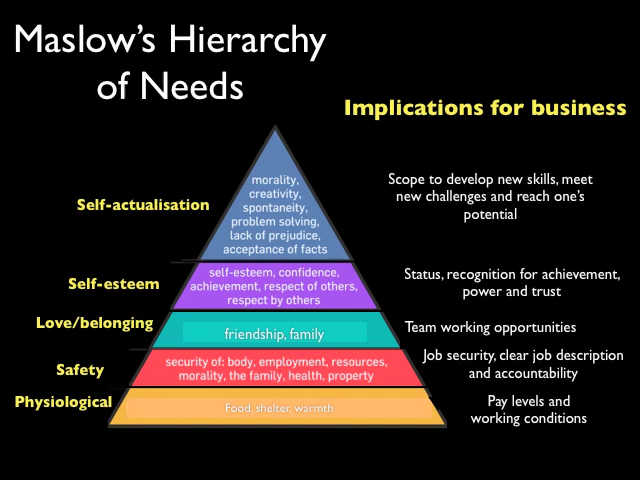 Maslow's Hierarchy
of Needs
Implications for business
Self-actualisation
morality,
creativity,
spontaneity,
problem solving,
lack of prejudice,
acceptance of facts
Scope to develop new skills, meet
new challenges and reach one's
potential
Self-esteem
self-esteem, confidence,
achievement, respect of others,
respect by others
Status, recognition for achievement,
power and trust
Love/belonging
friendship, family
Team working opportunities
Safety
security of: body, employment, resources,
morality, the family, health, property
Job security, clear job description
and accountability
Physiological
Food, shelter, warmth
Pay levels and
working conditions